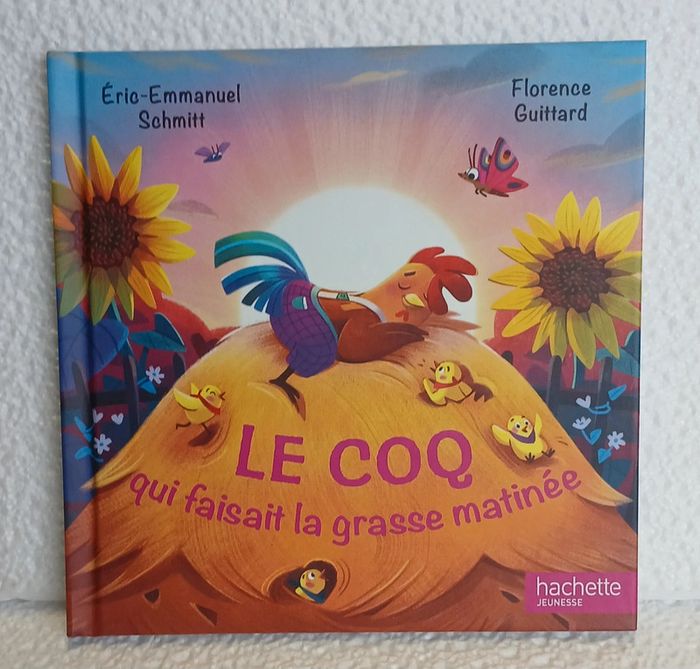 Éric-Emmanuel
Schmitt
Florence
Guittard
LE COQ
qui faisait la grasse matinée
hachette
JEUNESSE